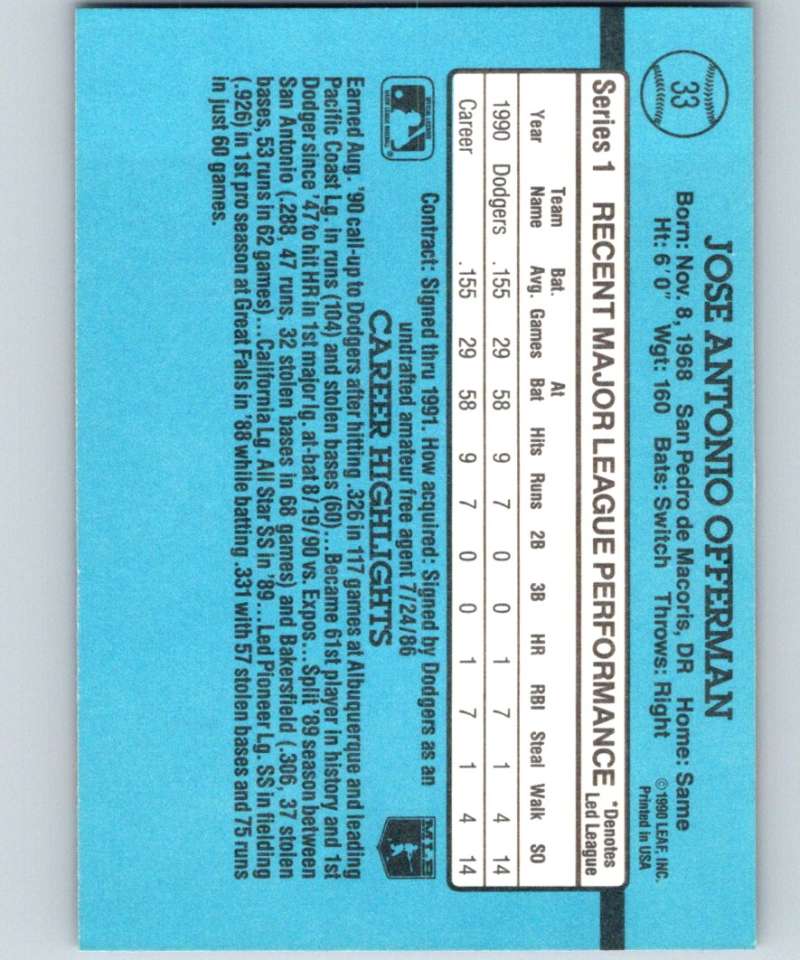 33
JOSE ANTONIO OFFERMAN
Born: Nov. 8, 1968 San Pedro de Macoris, DR Home: Same
Ht: 6'0" Wgt: 160 Bats: Switch Throws: Right
©1990 LEAF, INC.
Printed in USA
Series 1 RECENT MAJOR LEAGUE PERFORMANCE *Denotes Led League
Year Team Name Bat. Avg. Games At Bat Hits Runs 2B 3B HR RBI Steal Walk SO
1990 Dodgers .155 29 58 9 7 0 0 1 7 1 4 14
Career .155 29 58 9 7 0 0 1 7 1 4 14
Contract: Signed thru 1991. How acquired: Signed by Dodgers as an
undrafted amateur free agent 7/24/86
MLB
CAREER HIGHLIGHTS
Earned Aug. '90 call-up to Dodgers after hitting .326 in 117 games at Albuquerque and leading
Pacific Coast Lg. in runs (104) and stolen bases (60)...Became 61st player in history and 1st
Dodger since '47 to hit HR in 1st major lg. at-bat 8/19/90 vs. Expos...Split '89 season between
San Antonio (.288, 47 runs, 32 stolen bases in 68 games) and Bakersfield (.306, 37 stolen
bases, 53 runs in 62 games)...California Lg. All Star SS in '89...Led Pioneer Lg. SS in fielding
(.926) in 1st pro season at Great Falls in '88 while batting .331 with 57 stolen bases and 75 runs
in just 60 games.